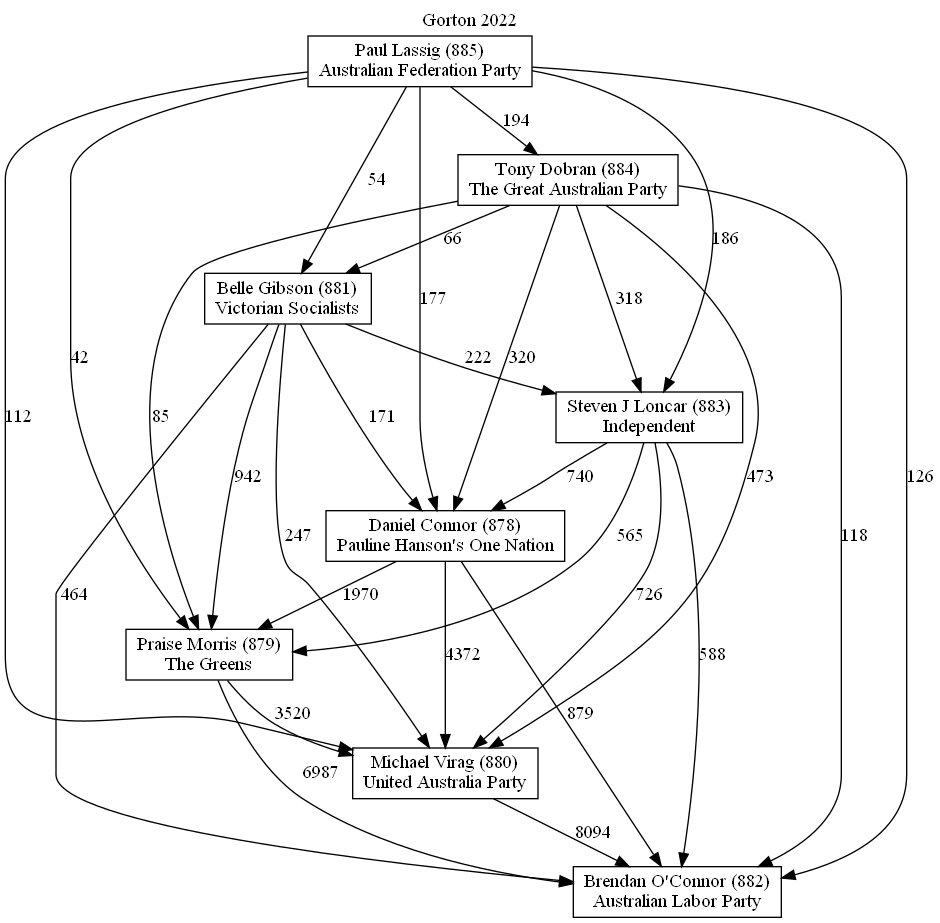 Gorton 2022
Paul Lassig (885)
Australian Federation Party
194
Tony Dobran (884)
The Great Australian Party
54
66
186
Belle Gibson (881)
Victorian Socialists
177
318
42
320
222
112
85
171
Steven J Loncar (883)
Independent
942
740
473
126
Daniel Connor (878)
Pauline Hanson's One Nation
247
565
118
464
1970
726
Praise Morris (879)
The Greens
4372
588
3520
879
6987
Michael Virag (880)
United Australia Party
8094
Brendan O'Connor (882)
Australian Labor Party